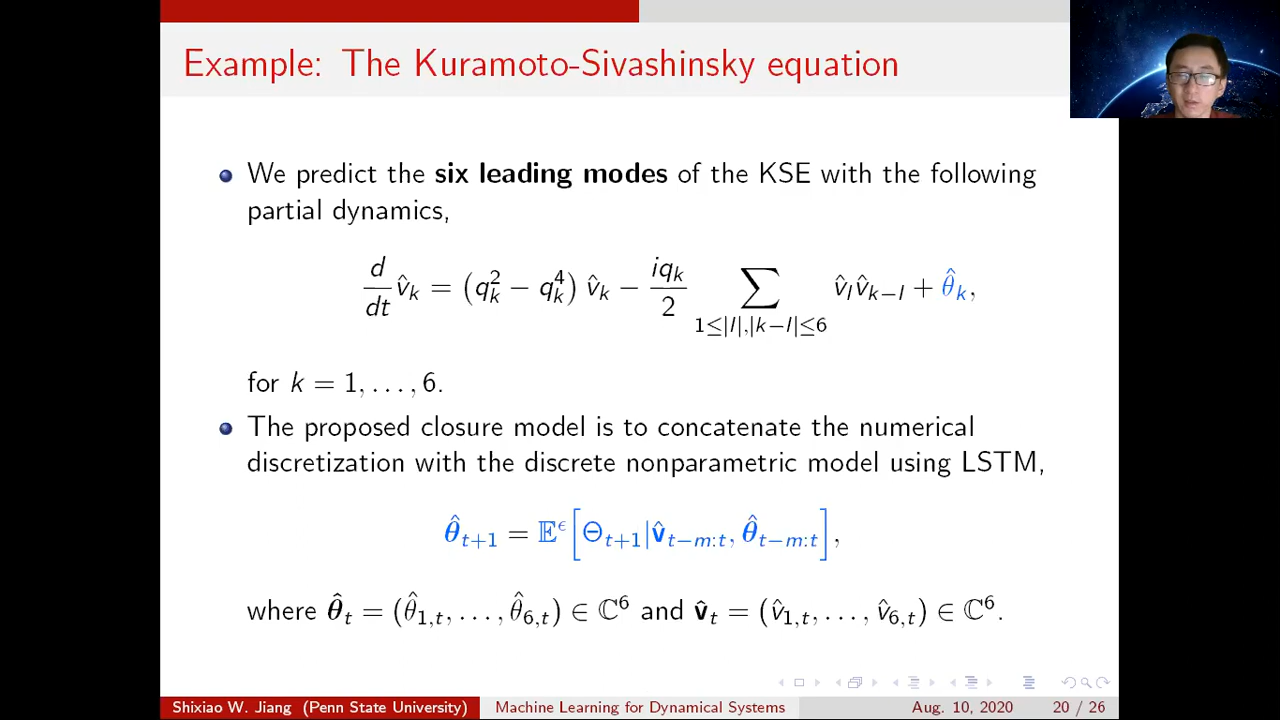 Example: The Kuramoto-Sivashinsky equation
We predict the six leading modes of the KSE with the following
partial dynamics,
d/dt v̂_k = (q_k^2 − q_k^4) v̂_k − iq_k/2 ∑_{1≤|l|,|k−l|≤6} v̂_l v̂_{k−l} + θ̂_k,
for k = 1, . . . , 6.
The proposed closure model is to concatenate the numerical
discretization with the discrete nonparametric model using LSTM,
θ̂_{t+1} = 𝔼^ϵ[Θ_{t+1}|v̂_{t−m:t}, θ̂_{t−m:t}],
where θ̂_t = (θ̂_{1,t}, . . . , θ̂_{6,t}) ∈ ℂ^6 and v̂_t = (v̂_{1,t}, . . . , v̂_{6,t}) ∈ ℂ^6.
Shixiao W. Jiang (Penn State University) Machine Learning for Dynamical Systems Aug. 10, 2020 20 / 26